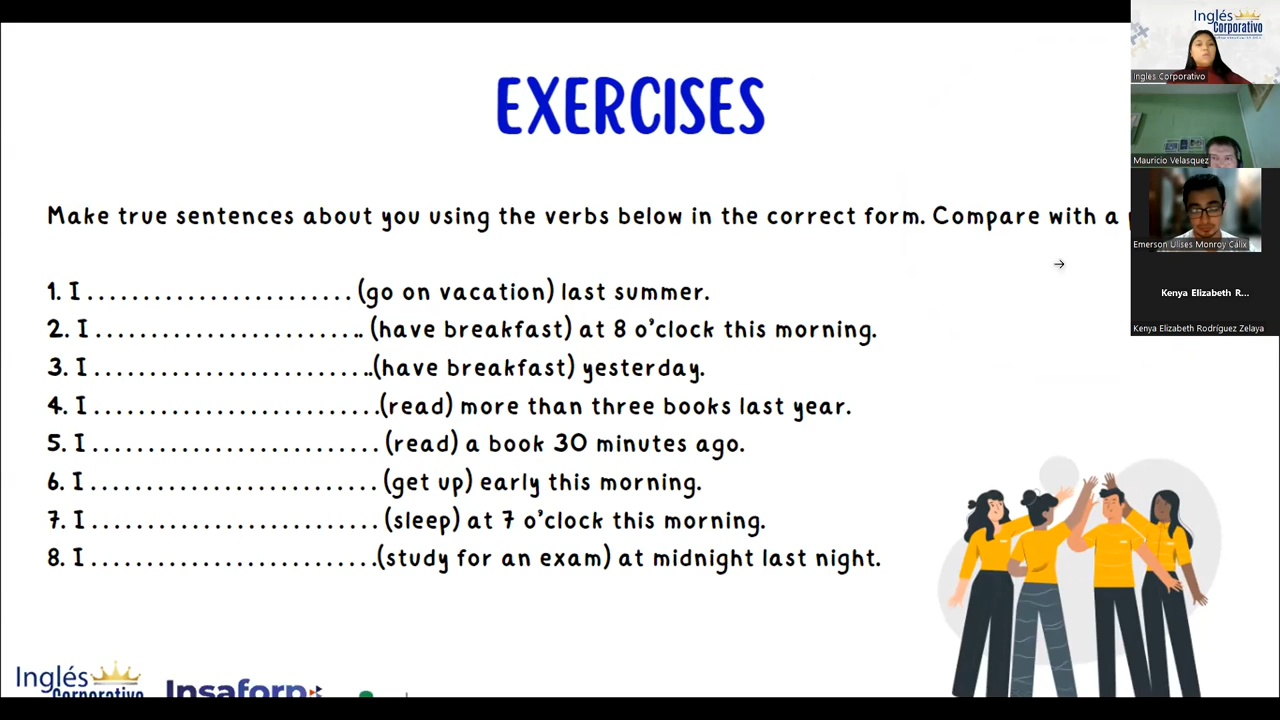 EXERCISES
Make true sentences about you using the verbs below in the correct form. Compare with a
1. I ........................ (go on vacation) last summer.
2. I ......................... (have breakfast) at 8 o'clock this morning.
3. I ..........................(have breakfast) yesterday.
4. I ..........................(read) more than three books last year.
5. I .......................... (read) a book 30 minutes ago.
6. I .......................... (get up) early this morning.
7. I .......................... (sleep) at 7 o'clock this morning.
8. I ..........................(study for an exam) at midnight last night.
Inglés
Corporativo
Insaforp
Inglés
Corporativo
Ingles Corporativo
Mauricio Velasquez
Emerson Ulises Monroy Cálix
Kenya Elizabeth R...
Kenya Elizabeth Rodríguez Zelaya